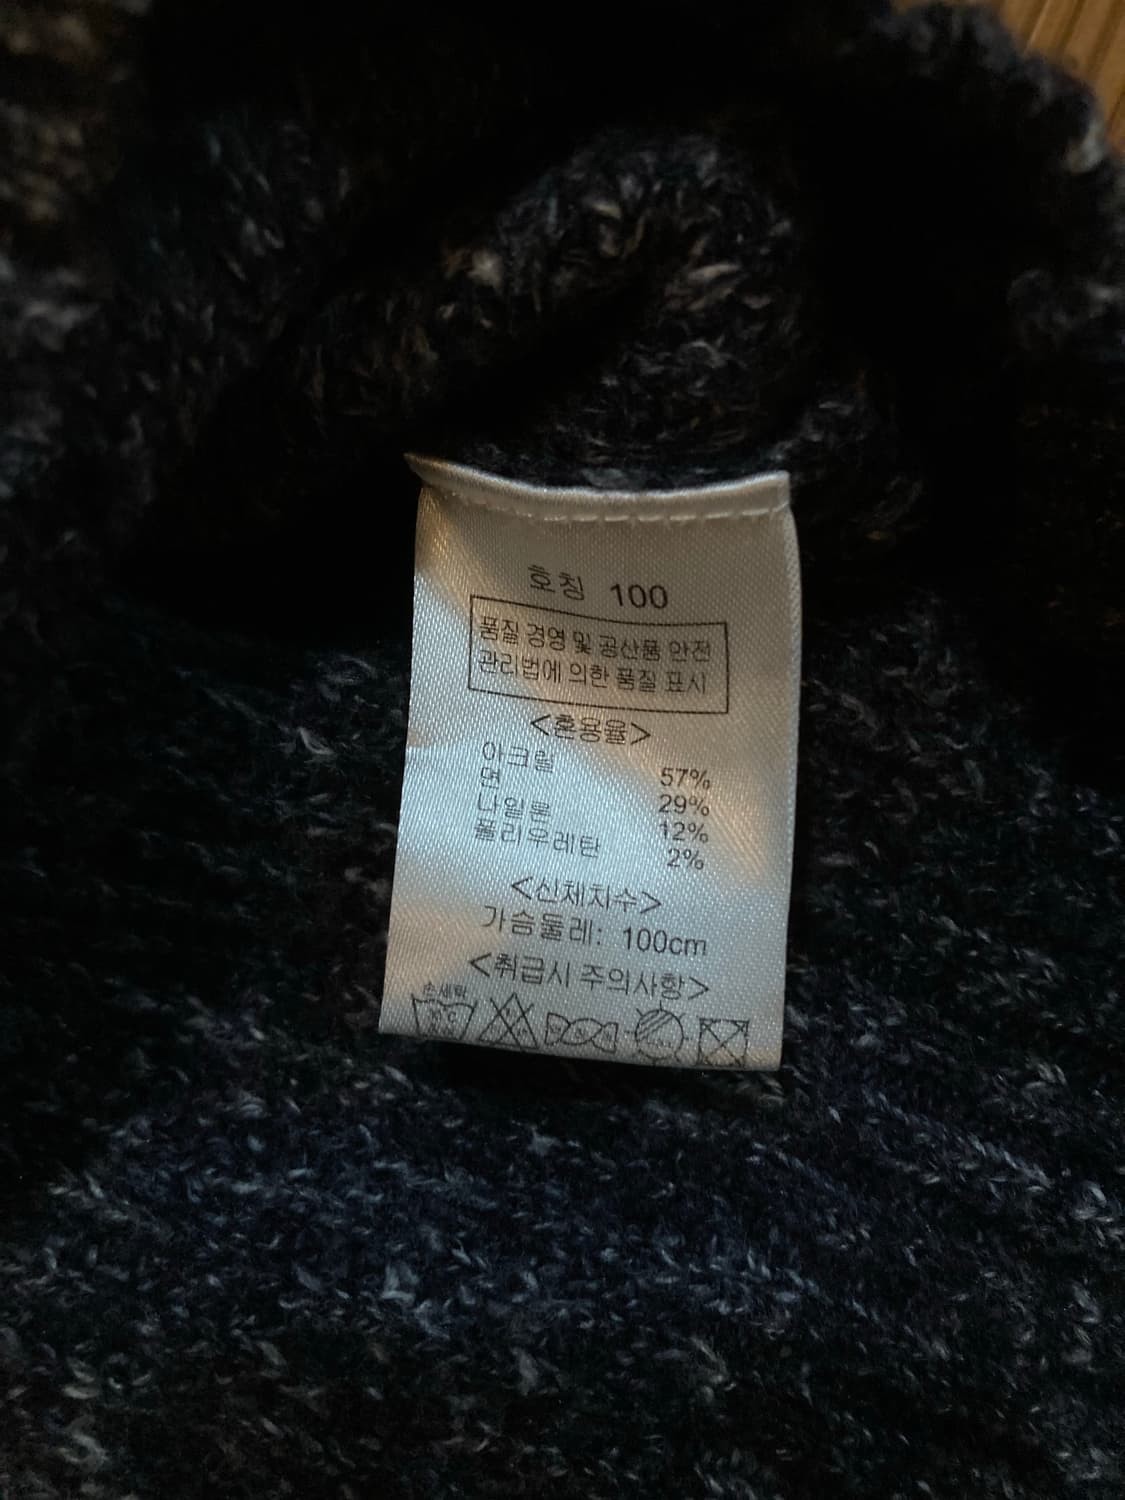 호칭 100
품질 경영 및 공산품 안전
관리법에 의한 품질 표시
<혼용율>
아크릴 57%
면 29%
나일론 12%
폴리우레탄 2%
<신체치수>
가슴둘레: 100cm
<취급시 주의사항>
손세탁